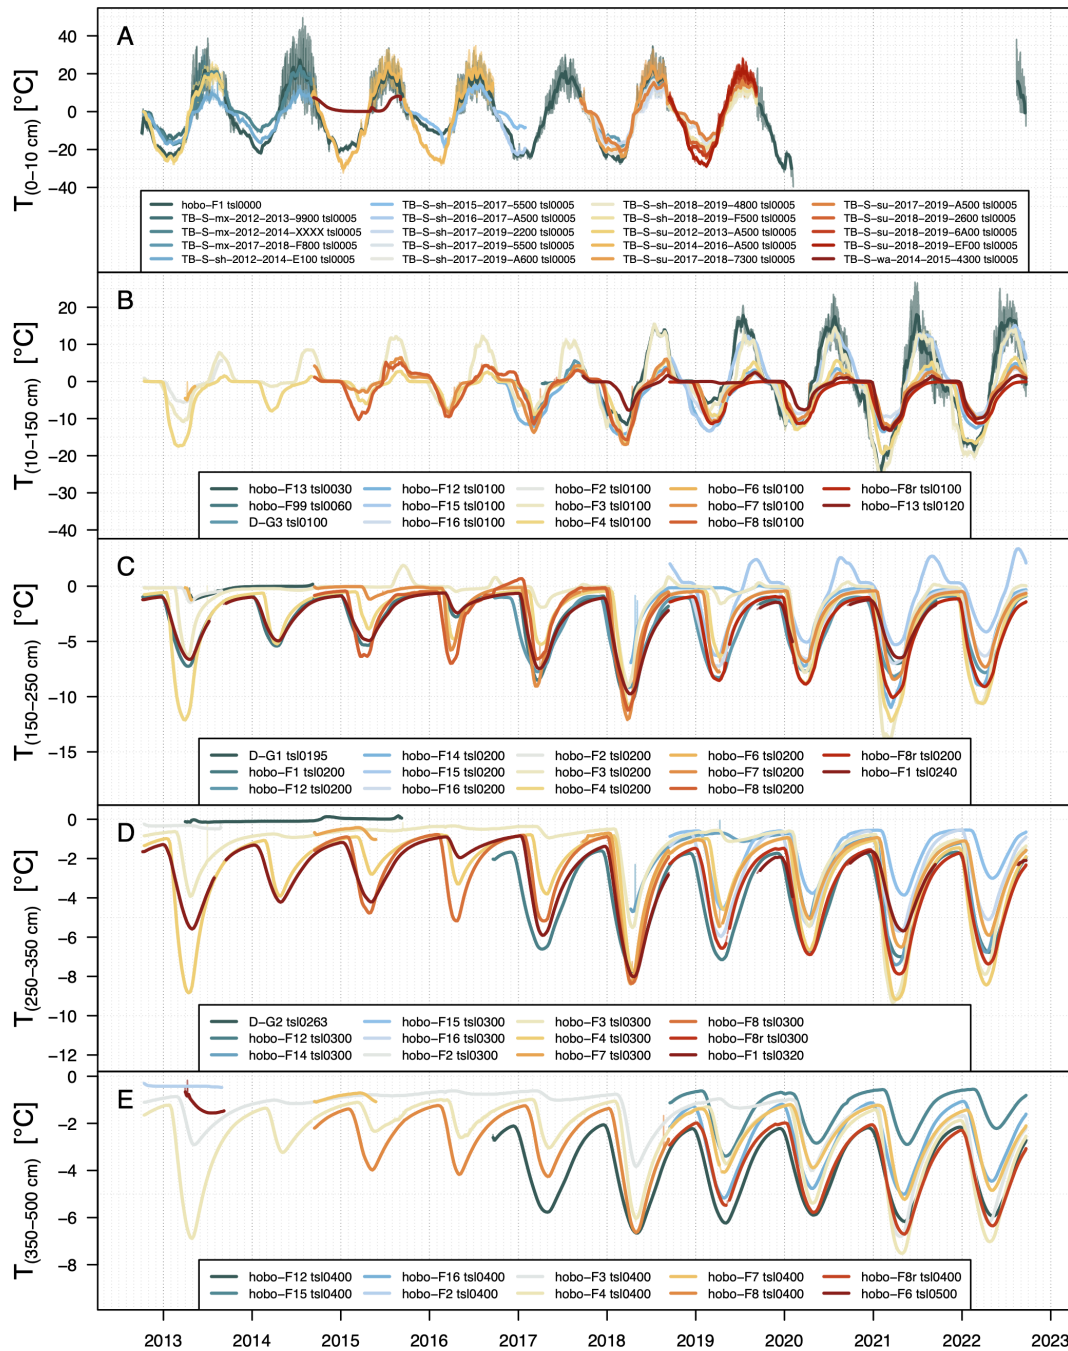 A
T(0−10 cm) [°C]
40
20
0
−20
−40
hobo−F1 tsl0000
TB−S−mx−2012−2013−9900 tsl0005
TB−S−mx−2012−2014−XXXX tsl0005
TB−S−mx−2017−2018−F800 tsl0005
TB−S−sh−2012−2014−E100 tsl0005
TB−S−sh−2015−2017−5500 tsl0005
TB−S−sh−2016−2017−A500 tsl0005
TB−S−sh−2017−2019−2200 tsl0005
TB−S−sh−2017−2019−5500 tsl0005
TB−S−sh−2017−2019−A600 tsl0005
TB−S−sh−2018−2019−4800 tsl0005
TB−S−sh−2018−2019−F500 tsl0005
TB−S−su−2012−2013−A500 tsl0005
TB−S−su−2014−2016−A500 tsl0005
TB−S−su−2017−2018−7300 tsl0005
TB−S−su−2017−2019−A500 tsl0005
TB−S−su−2018−2019−2600 tsl0005
TB−S−su−2018−2019−6A00 tsl0005
TB−S−su−2018−2019−EF00 tsl0005
TB−S−wa−2014−2015−4300 tsl0005
B
T(10−150 cm) [°C]
20
10
0
−10
−20
−30
−40
hobo−F13 tsl0030
hobo−F99 tsl0060
D−G3 tsl0100
hobo−F12 tsl0100
hobo−F15 tsl0100
hobo−F16 tsl0100
hobo−F2 tsl0100
hobo−F3 tsl0100
hobo−F4 tsl0100
hobo−F6 tsl0100
hobo−F7 tsl0100
hobo−F8 tsl0100
hobo−F8r tsl0100
hobo−F13 tsl0120
C
T(150−250 cm) [°C]
0
−5
−10
−15
D−G1 tsl0195
hobo−F1 tsl0200
hobo−F12 tsl0200
hobo−F14 tsl0200
hobo−F15 tsl0200
hobo−F16 tsl0200
hobo−F2 tsl0200
hobo−F3 tsl0200
hobo−F4 tsl0200
hobo−F6 tsl0200
hobo−F7 tsl0200
hobo−F8 tsl0200
hobo−F8r tsl0200
hobo−F1 tsl0240
D
T(250−350 cm) [°C]
0
−2
−4
−6
−8
−10
−12
D−G2 tsl0263
hobo−F12 tsl0300
hobo−F14 tsl0300
hobo−F15 tsl0300
hobo−F16 tsl0300
hobo−F2 tsl0300
hobo−F3 tsl0300
hobo−F4 tsl0300
hobo−F7 tsl0300
hobo−F8 tsl0300
hobo−F8r tsl0300
hobo−F1 tsl0320
E
T(350−500 cm) [°C]
0
−2
−4
−6
−8
hobo−F12 tsl0400
hobo−F15 tsl0400
hobo−F16 tsl0400
hobo−F2 tsl0400
hobo−F3 tsl0400
hobo−F4 tsl0400
hobo−F7 tsl0400
hobo−F8 tsl0400
hobo−F8r tsl0400
hobo−F6 tsl0500
2013 2014 2015 2016 2017 2018 2019 2020 2021 2022 2023